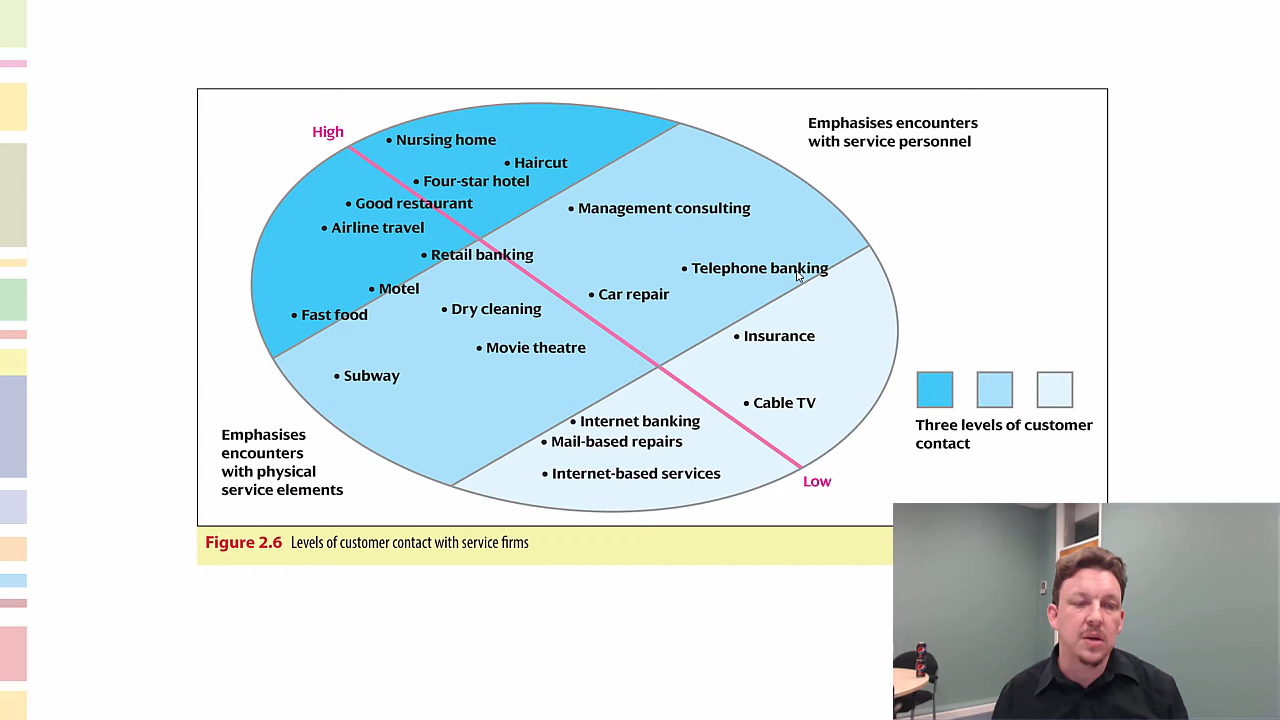 High
Nursing home
Haircut
Four-star hotel
Good restaurant
Airline travel
Retail banking
Motel
Fast food
Dry cleaning
Movie theatre
Subway
Management consulting
Telephone banking
Car repair
Insurance
Cable TV
Internet banking
Mail-based repairs
Internet-based services
Low
Emphasises encounters
with service personnel
Emphasises
encounters
with physical
service elements
Three levels of customer
contact
Figure 2.6 Levels of customer contact with service firms